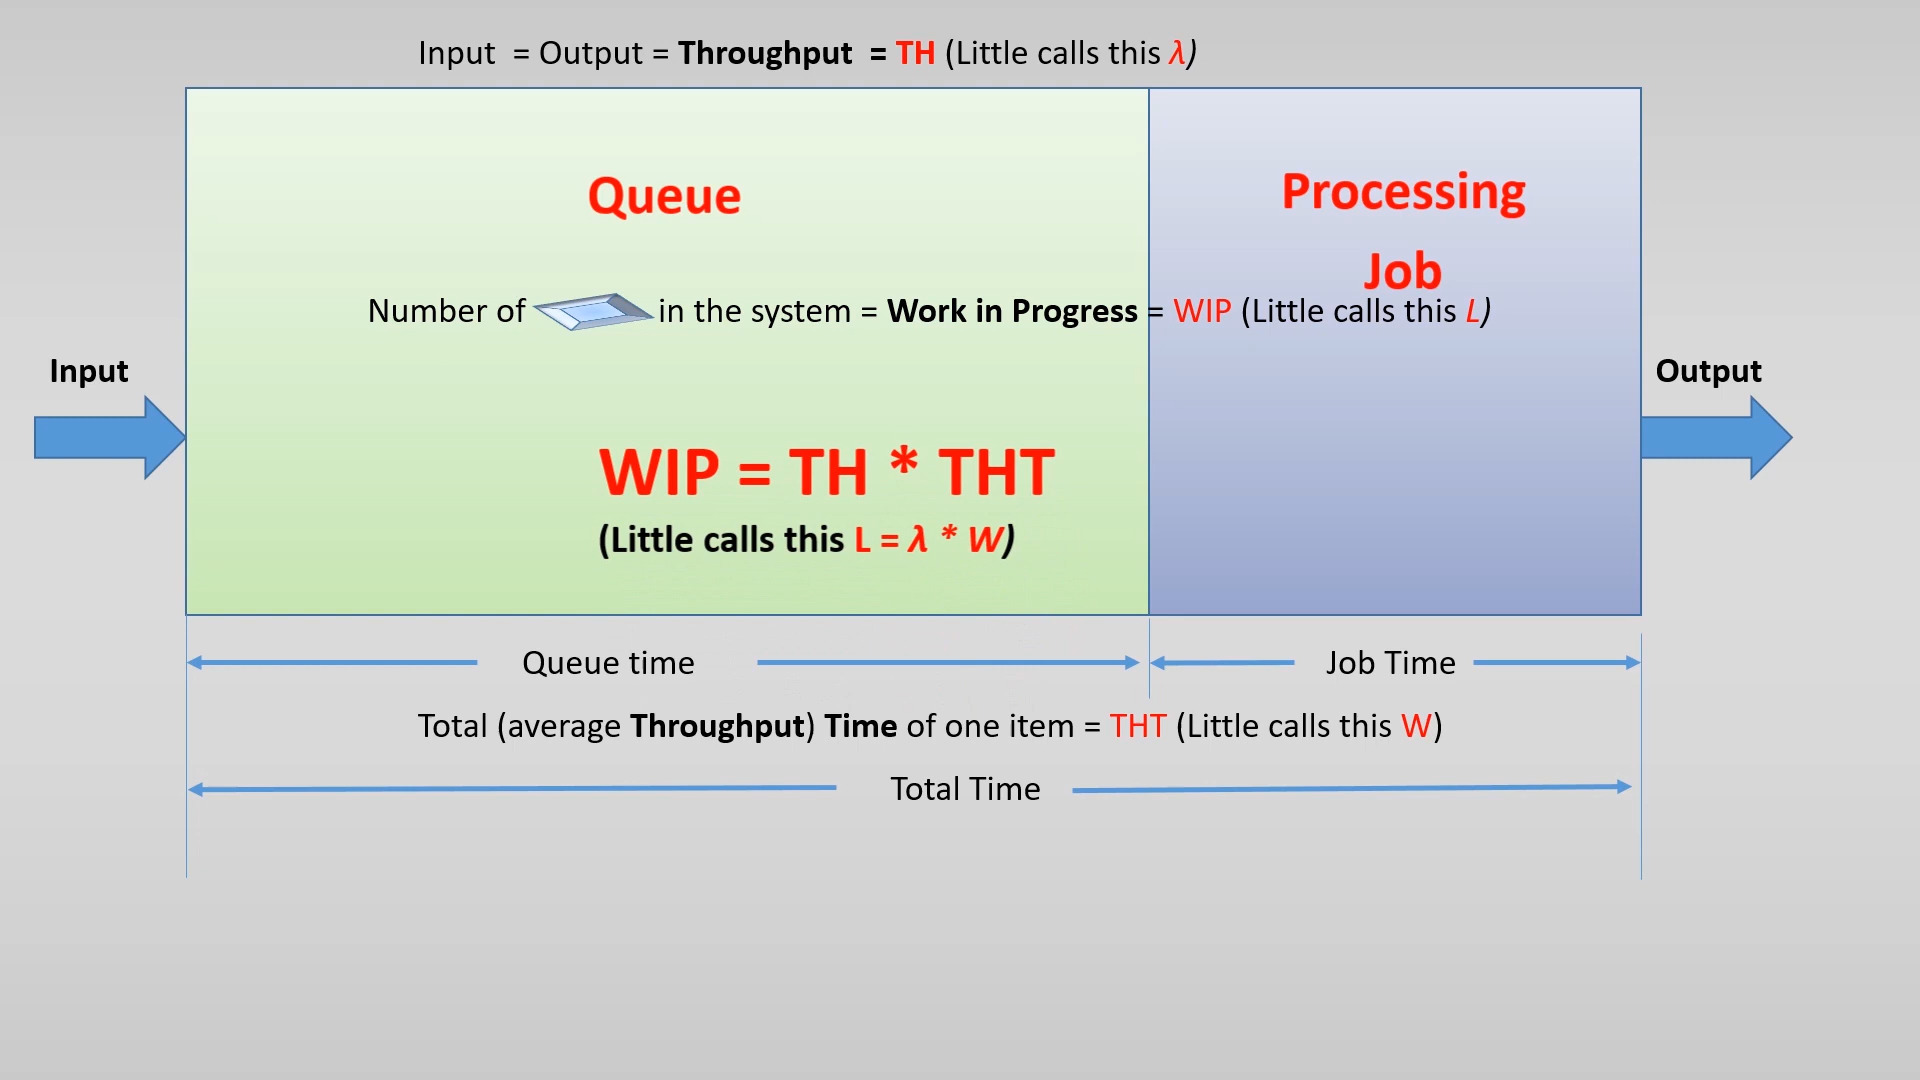 Input = Output = Throughput = TH (Little calls this λ)
Queue
Processing
Job
Number of in the system = Work in Progress = WIP (Little calls this L)
Input
Output
WIP = TH * THT
(Little calls this L = λ * W)
Queue time
Job Time
Total (average Throughput) Time of one item = THT (Little calls this W)
Total Time